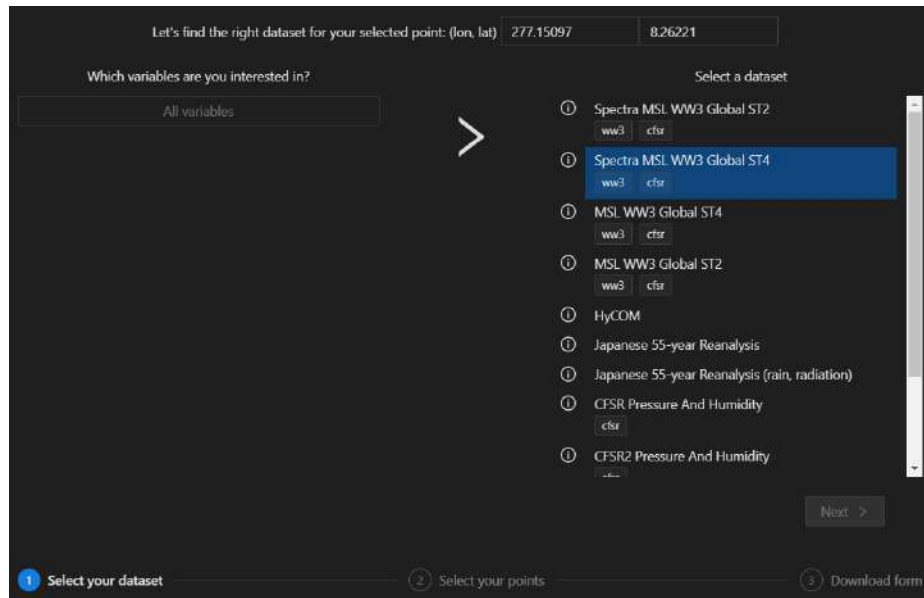 Let's find the right dataset for your selected point: (lon, lat) 277.15097 8.26221
Which variables are you interested in?
All variables
>
Select a dataset
Spectra MSL WW3 Global ST2
ww3 cfsr
Spectra MSL WW3 Global ST4
ww3 cfsr
MSL WW3 Global ST4
ww3 cfsr
MSL WW3 Global ST2
ww3 cfsr
HyCOM
Japanese 55-year Reanalysis
Japanese 55-year Reanalysis (rain, radiation)
CFSR Pressure And Humidity
cfsr
CFSR2 Pressure And Humidity
Next >
1 Select your dataset
2 Select your points
3 Download form